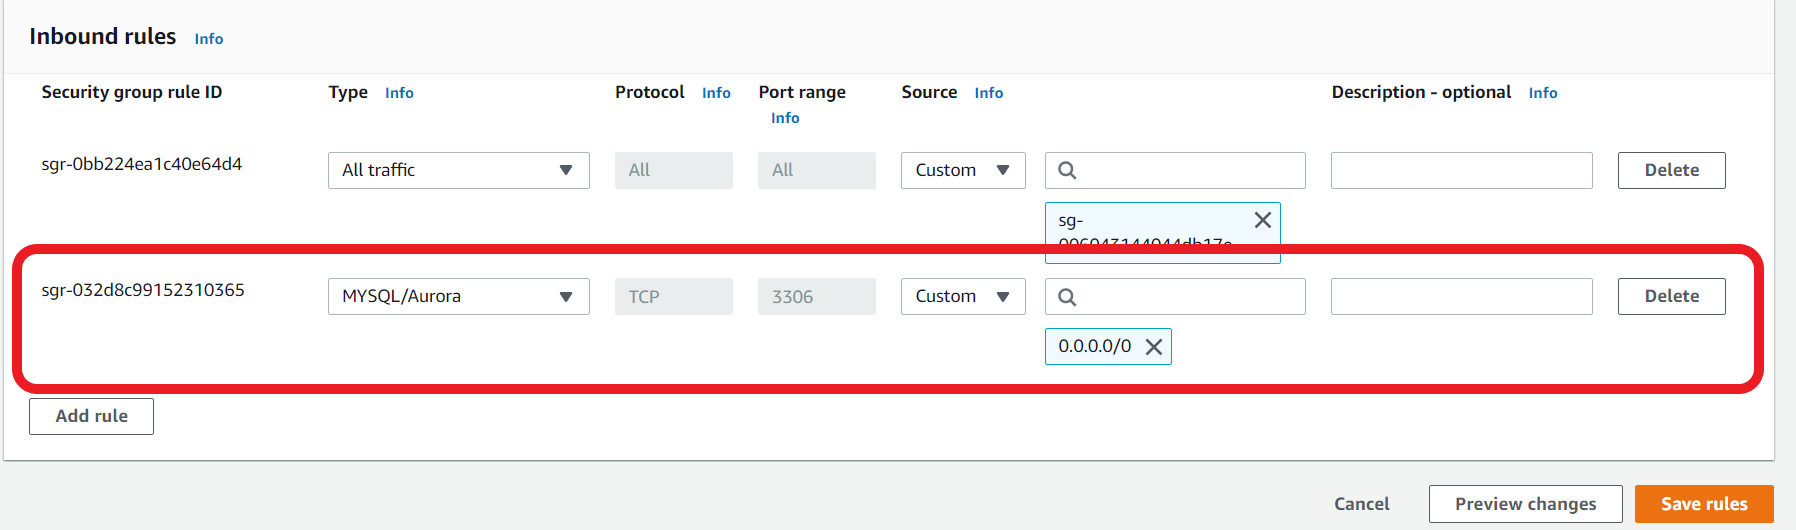 Inbound rules Info
Security group rule ID Type Info Protocol Info Port range Info Source Info Description - optional Info
sgr-0bb224ea1c40e64d4 All traffic All All Custom Delete
sg-
sgr-032d8c99152310365 MYSQL/Aurora TCP 3306 Custom Delete
0.0.0.0/0
Add rule
Cancel Preview changes Save rules